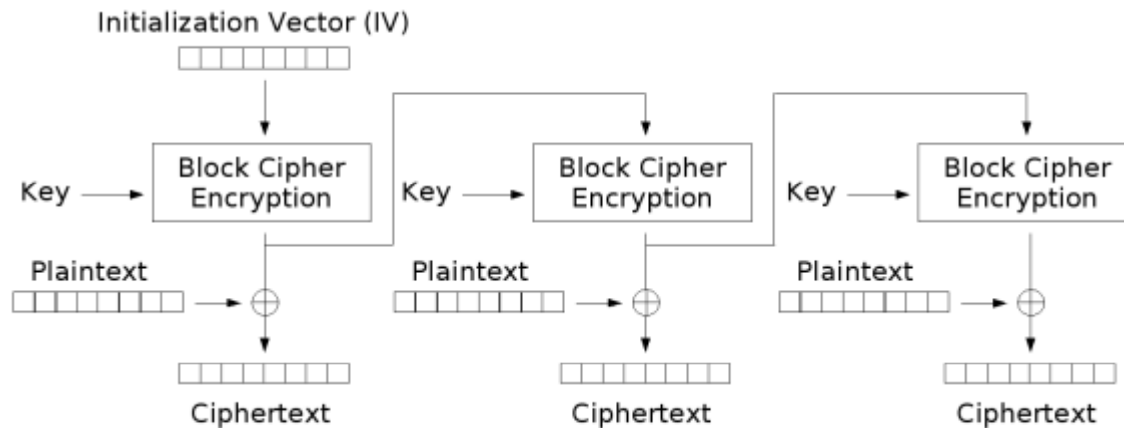 Initialization Vector (IV)
Block Cipher
Encryption
Block Cipher
Encryption
Block Cipher
Encryption
Key
Key
Key
Plaintext
Plaintext
Plaintext
Ciphertext
Ciphertext
Ciphertext